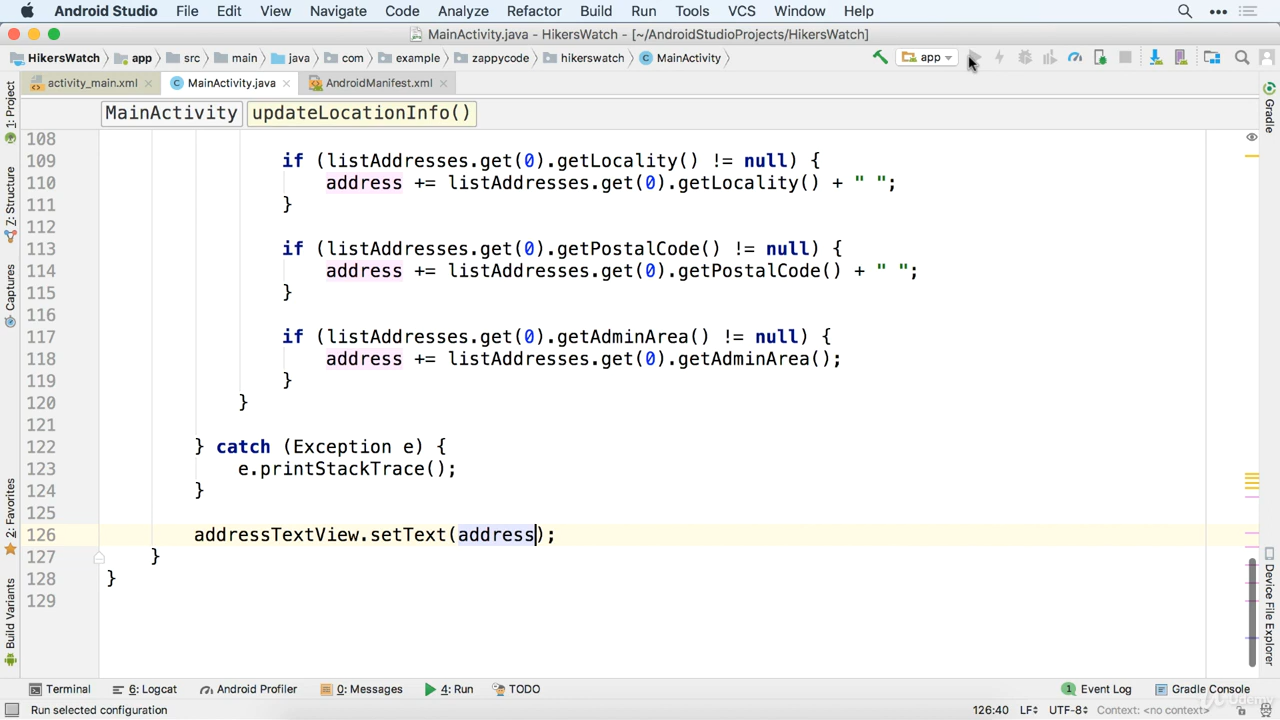 Android Studio File Edit View Navigate Code Analyze Refactor Build Run Tools VCS Window Help
MainActivity.java - HikersWatch - [~/AndroidStudioProjects/HikersWatch]
HikersWatch app src main java com example zappycode hikerswatch MainActivity app
activity_main.xml MainActivity.java AndroidManifest.xml
MainActivity updateLocationInfo()
1: Project
Z: Structure
Captures
2: Favorites
Build Variants
108
109 if (listAddresses.get(0).getLocality() != null) {
110 address += listAddresses.get(0).getLocality() + " ";
111 }
112
113 if (listAddresses.get(0).getPostalCode() != null) {
114 address += listAddresses.get(0).getPostalCode() + " ";
115 }
116
117 if (listAddresses.get(0).getAdminArea() != null) {
118 address += listAddresses.get(0).getAdminArea();
119 }
120 }
121
122 } catch (Exception e) {
123 e.printStackTrace();
124 }
125
126 addressTextView.setText(address);
127 }
128 }
129
Gradle
Device File Explorer
Terminal 6: Logcat Android Profiler 0: Messages 4: Run TODO 1 Event Log Gradle Console
Run selected configuration 126:40 LF UTF-8 Context: <no context>
Udemy